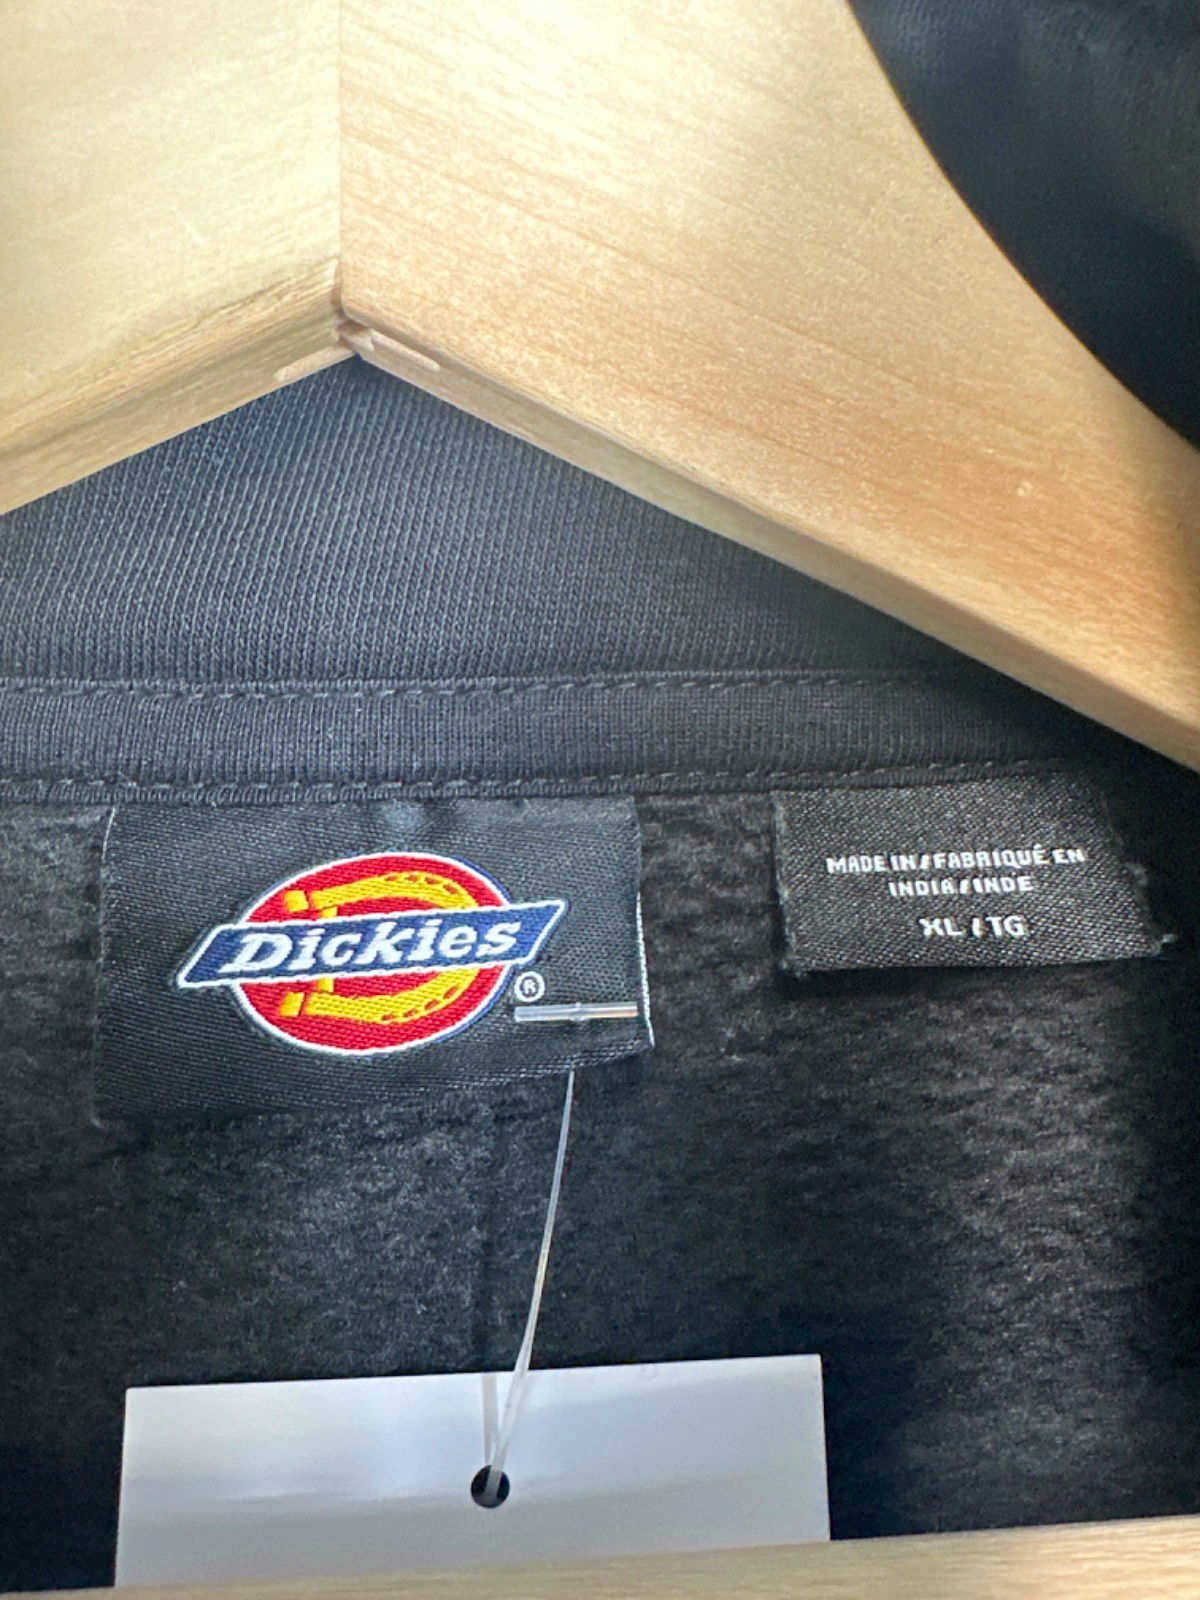 Dickies
®
MADE IN/FABRIQUÉ EN
INDIA/INDE
XL / TG